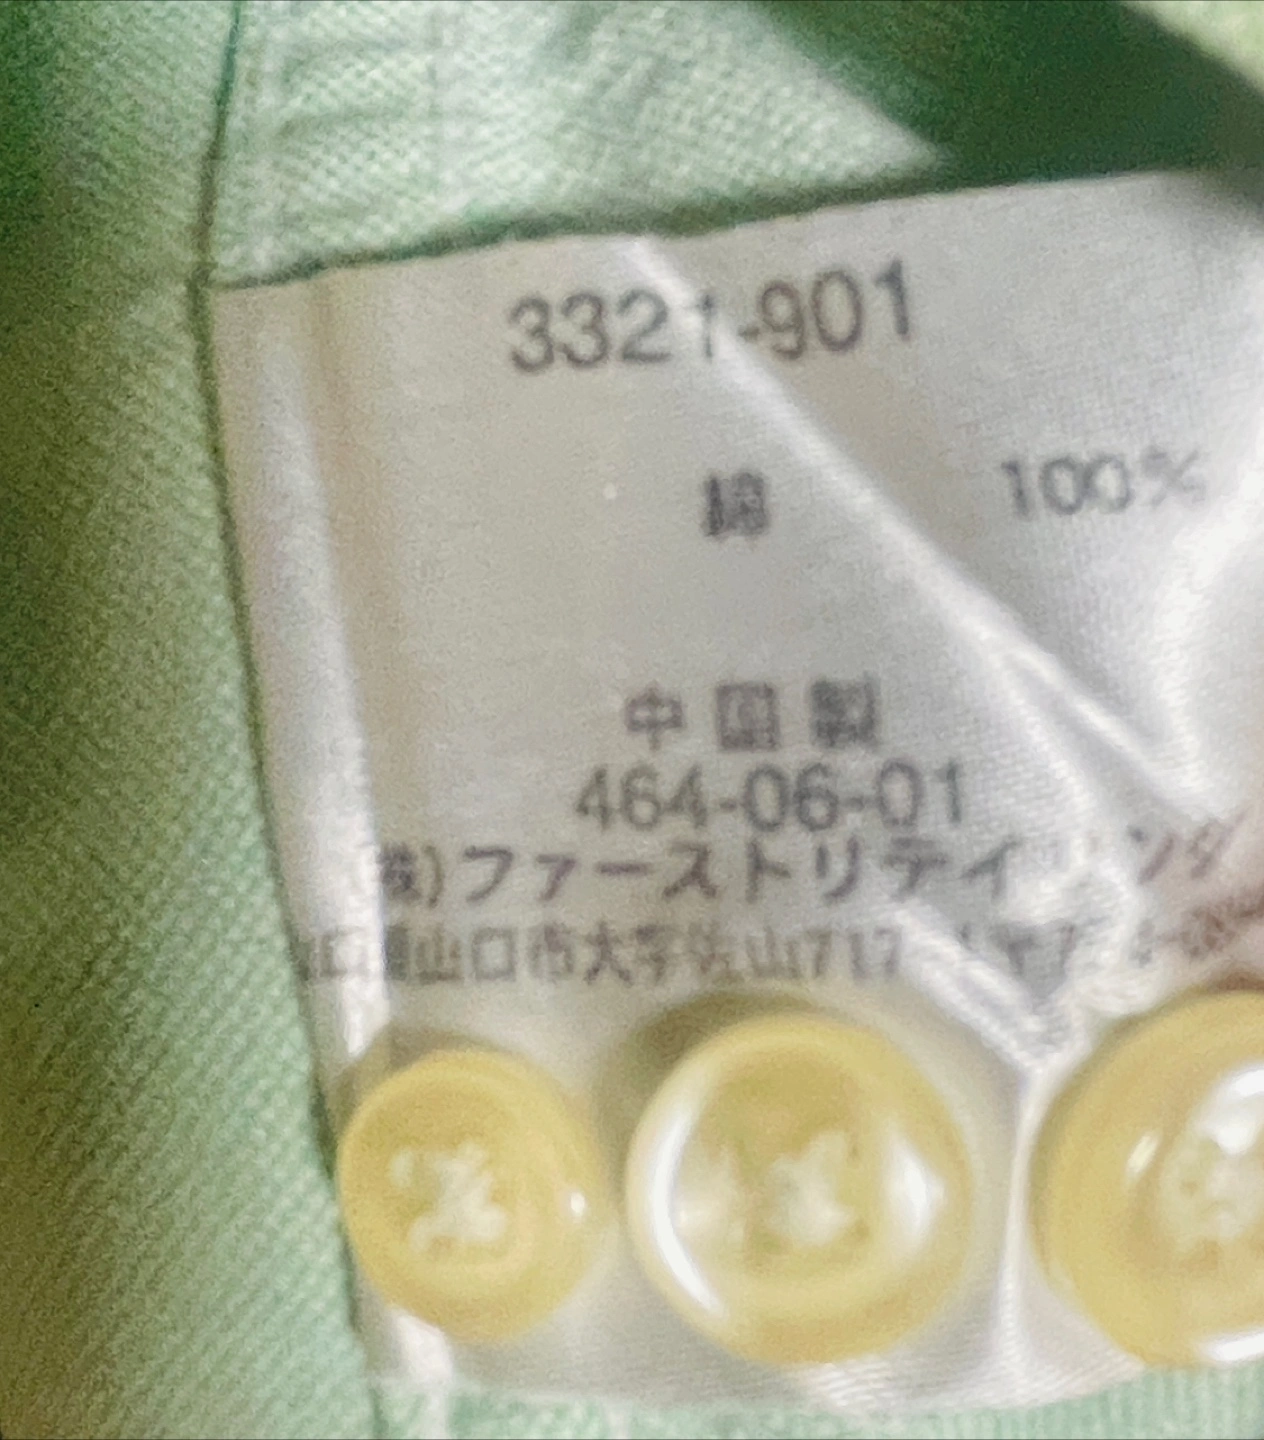 3321-901
綿 100%
中国製
464-06-01
(株)ファーストリテイ
山口市大字佐山717